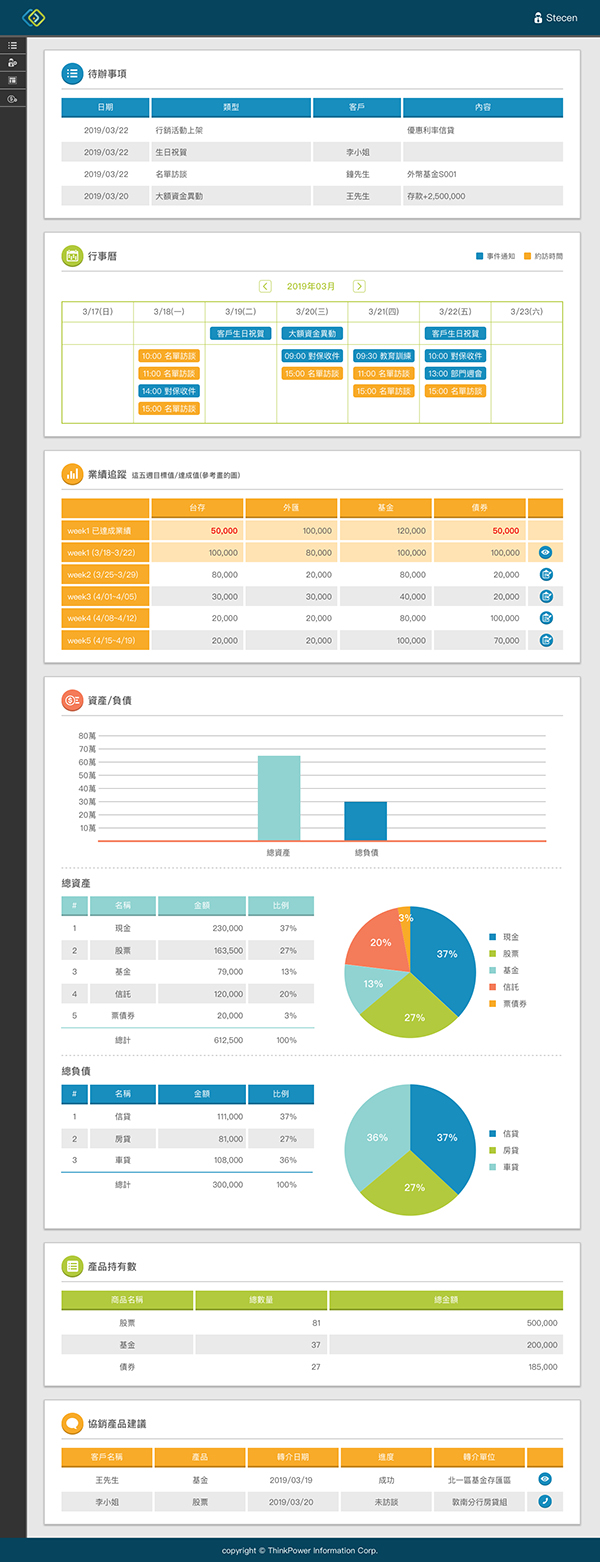 Stecen
待辦事項
日期 類型 客戶 內容
2019/03/22 行銷活動上架 優惠利率信貸
2019/03/22 生日祝賀 李小姐
2019/03/22 名單訪談 鐘先生 外幣基金S001
2019/03/20 大額資金異動 王先生 存款+2,500,000
行事曆 事件通知 約訪時間
2019年03月
3/17(日) 3/18(一) 3/19(二) 3/20(三) 3/21(四) 3/22(五) 3/23(六)
客戶生日祝賀 大額資金異動 客戶生日祝賀
10:00 名單訪談 09:00 對保收件 09:30 教育訓練 10:00 對保收件
11:00 名單訪談 15:00 名單訪談 11:00 名單訪談 13:00 部門週會
14:00 對保收件 15:00 名單訪談 15:00 名單訪談
15:00 名單訪談
業績追蹤 這五週目標值/達成值(參考畫的圖)
台存 外匯 基金 債券
week1 已達成業績 50,000 100,000 120,000 50,000
week1 (3/18~3/22) 100,000 80,000 100,000 100,000
week2 (3/25~3/29) 80,000 20,000 80,000 20,000
week3 (4/01~4/05) 30,000 30,000 40,000 20,000
week4 (4/08~4/12) 20,000 20,000 80,000 100,000
week5 (4/15~4/19) 20,000 20,000 100,000 70,000
資產/負債
80萬
70萬
60萬
50萬
40萬
30萬
20萬
10萬
總資產 總負債
總資產
# 名稱 金額 比例
1 現金 230,000 37%
2 股票 163,500 27%
3 基金 79,000 13%
4 信託 120,000 20%
5 票債券 20,000 3%
總計 612,500 100%
3%
37%
20%
13%
27%
現金
股票
基金
信託
票債券
總負債
# 名稱 金額 比例
1 信貸 111,000 37%
2 房貸 81,000 27%
3 車貸 108,000 36%
總計 300,000 100%
36% 37%
27%
信貸
房貸
車貸
產品持有數
商品名稱 總數量 總金額
股票 81 500,000
基金 37 200,000
債券 27 185,000
協銷產品建議
客戶名稱 產品 轉介日期 進度 轉介單位
王先生 基金 2019/03/19 成功 北一區基金存匯區
李小姐 股票 2019/03/20 未訪談 敦南分行房貸組
copyright © ThinkPower Information Corp.